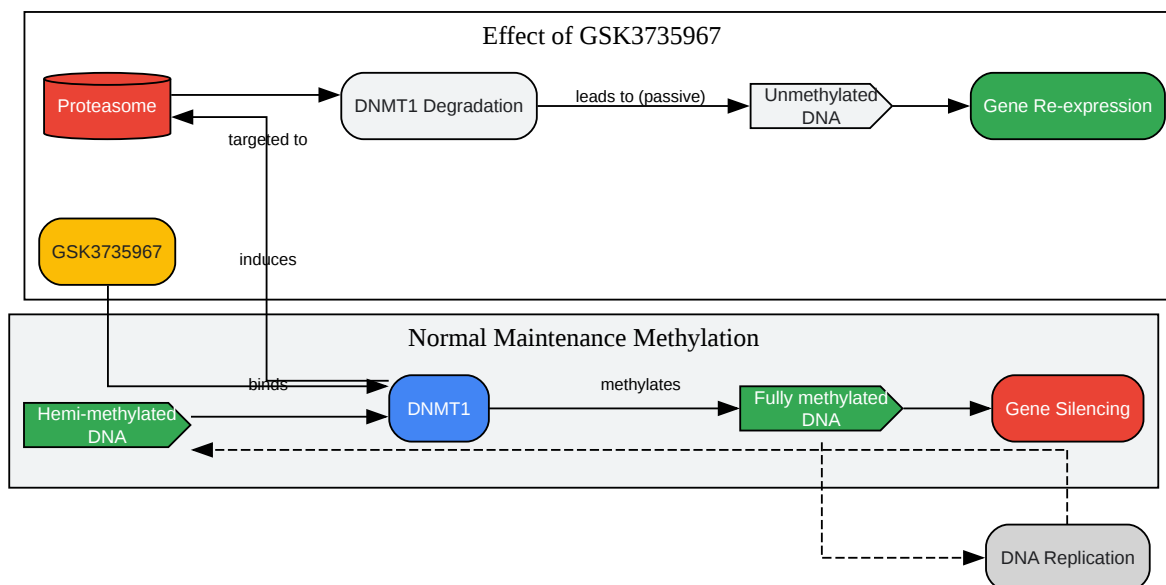 Effect of GSK3735967
Proteasome
DNMT1 Degradation
leads to (passive)
Unmethylated
DNA
Gene Re-expression
targeted to
GSK3735967
induces
Normal Maintenance Methylation
binds
Hemi-methylated
DNA
DNMT1
methylates
Fully methylated
DNA
Gene Silencing
DNA Replication